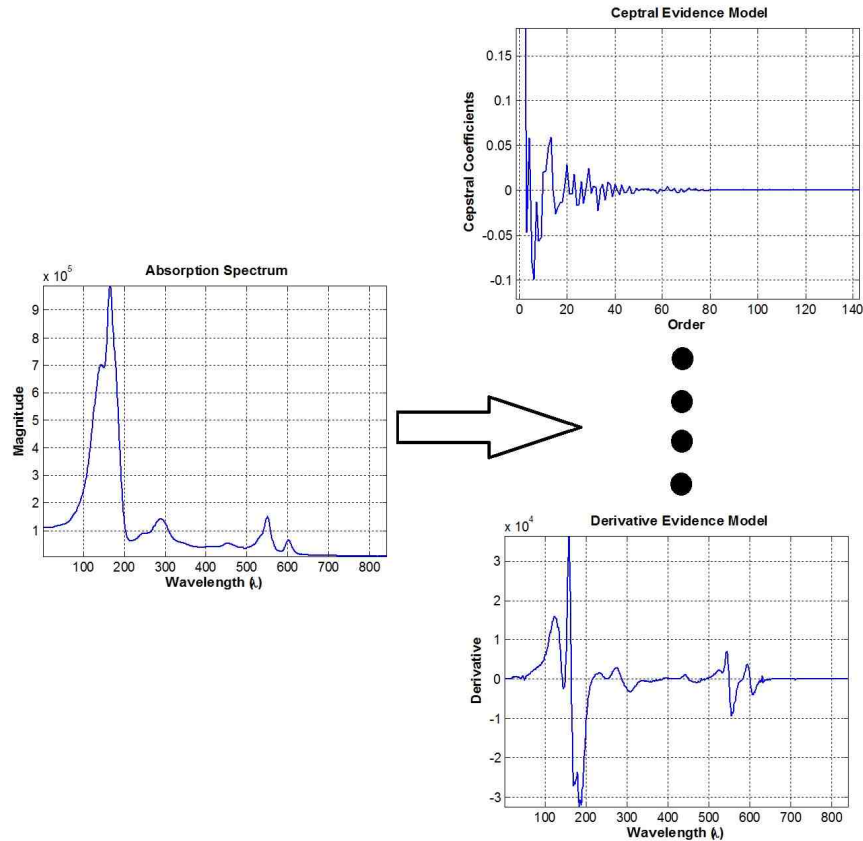 Ceptral Evidence Model
0.15
0.1
0.05
0
-0.05
-0.1
Cepstral Coefficients
0 20 40 60 80 100 120 140
Order
Absorption Spectrum
x 10^5
9
8
7
6
5
4
3
2
1
Magnitude
100 200 300 400 500 600 700 800
Wavelength (λ)
Derivative Evidence Model
x 10^4
3
2
1
0
-1
-2
-3
Derivative
100 200 300 400 500 600 700 800
Wavelength (λ)